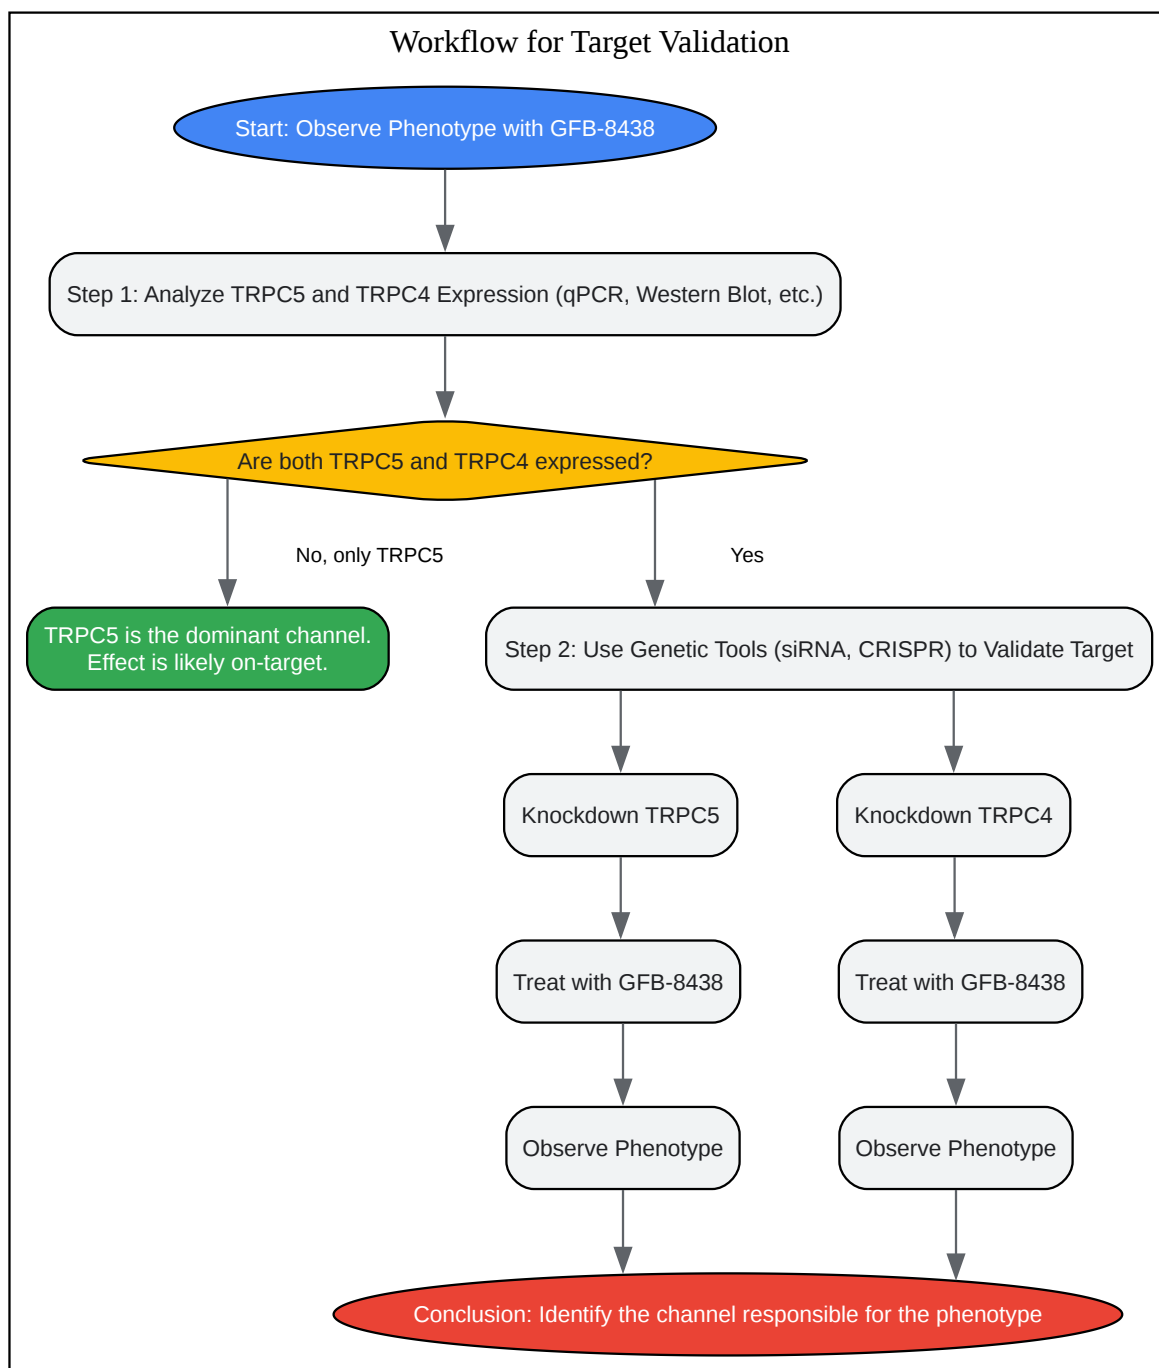 Workflow for Target Validation
Start: Observe Phenotype with GFB-8438
Step 1: Analyze TRPC5 and TRPC4 Expression (qPCR, Western Blot, etc.)
Are both TRPC5 and TRPC4 expressed?
No, only TRPC5
Yes
TRPC5 is the dominant channel.
Effect is likely on-target.
Step 2: Use Genetic Tools (siRNA, CRISPR) to Validate Target
Knockdown TRPC5
Knockdown TRPC4
Treat with GFB-8438
Treat with GFB-8438
Observe Phenotype
Observe Phenotype
Conclusion: Identify the channel responsible for the phenotype